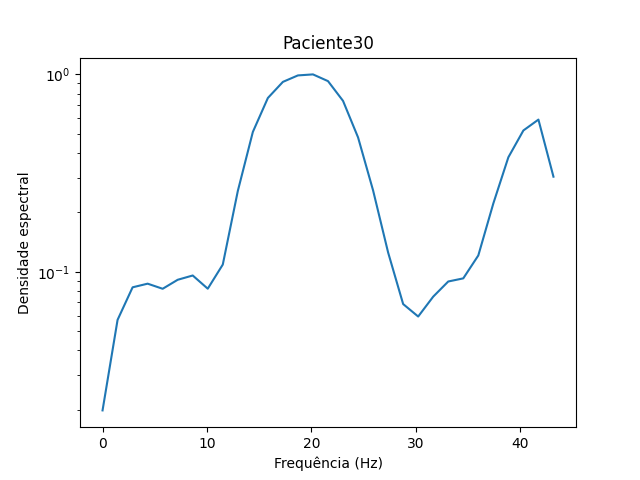 Paciente30
10⁰
10⁻¹
Densidade espectral
0 10 20 30 40
Frequência (Hz)